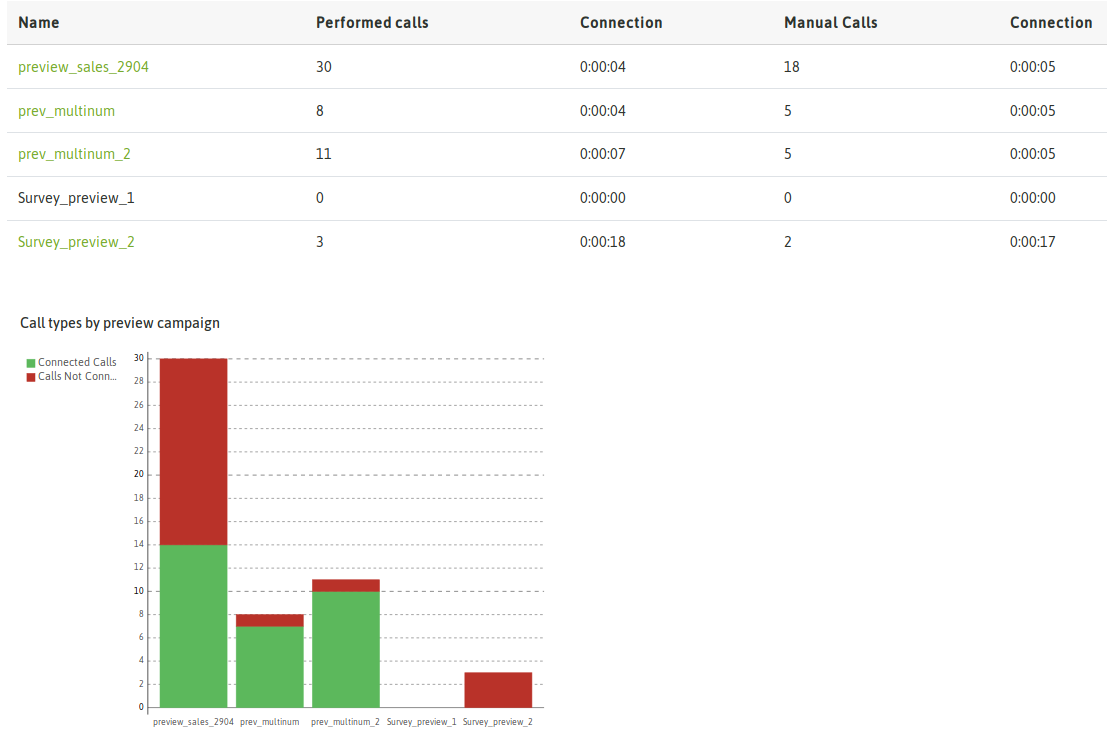 Name Performed calls Connection Manual Calls Connection
preview_sales_2904 30 0:00:04 18 0:00:05
prev_multinum 8 0:00:04 5 0:00:05
prev_multinum_2 11 0:00:07 5 0:00:05
Survey_preview_1 0 0:00:00 0 0:00:00
Survey_preview_2 3 0:00:18 2 0:00:17
Call types by preview campaign
Connected Calls
Calls Not Conn...
30
28
26
24
22
20
18
16
14
12
10
8
6
4
2
0
preview_sales_2904 prev_multinum prev_multinum_2 Survey_preview_1 Survey_preview_2